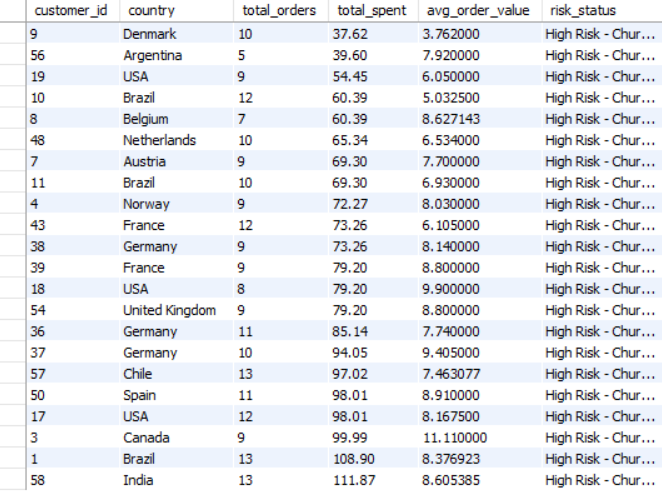 customer_id country total_orders total_spent avg_order_value risk_status
9 Denmark 10 37.62 3.762000 High Risk - Chur...
56 Argentina 5 39.60 7.920000 High Risk - Chur...
19 USA 9 54.45 6.050000 High Risk - Chur...
10 Brazil 12 60.39 5.032500 High Risk - Chur...
8 Belgium 7 60.39 8.627143 High Risk - Chur...
48 Netherlands 10 65.34 6.534000 High Risk - Chur...
7 Austria 9 69.30 7.700000 High Risk - Chur...
11 Brazil 10 69.30 6.930000 High Risk - Chur...
4 Norway 9 72.27 8.030000 High Risk - Chur...
43 France 12 73.26 6.105000 High Risk - Chur...
38 Germany 9 73.26 8.140000 High Risk - Chur...
39 France 9 79.20 8.800000 High Risk - Chur...
18 USA 8 79.20 9.900000 High Risk - Chur...
54 United Kingdom 9 79.20 8.800000 High Risk - Chur...
36 Germany 11 85.14 7.740000 High Risk - Chur...
37 Germany 10 94.05 9.405000 High Risk - Chur...
57 Chile 13 97.02 7.463077 High Risk - Chur...
50 Spain 11 98.01 8.910000 High Risk - Chur...
17 USA 12 98.01 8.167500 High Risk - Chur...
3 Canada 9 99.99 11.110000 High Risk - Chur...
1 Brazil 13 108.90 8.376923 High Risk - Chur...
58 India 13 111.87 8.605385 High Risk - Chur...